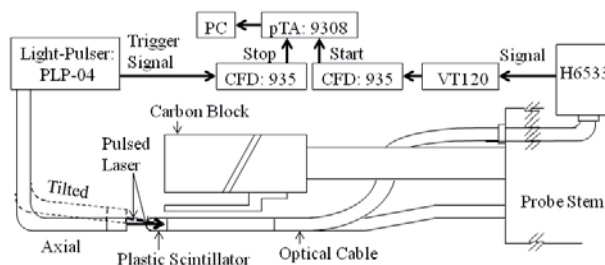 PC
pTA: 9308
Light-Pulser:
PLP-04
Trigger
Signal
Stop
Start
Signal
CFD: 935
CFD: 935
VT120
H6533
Carbon Block
Pulsed
Laser
Tilted
Probe Stem
Axial
Plastic Scintillator
Optical Cable